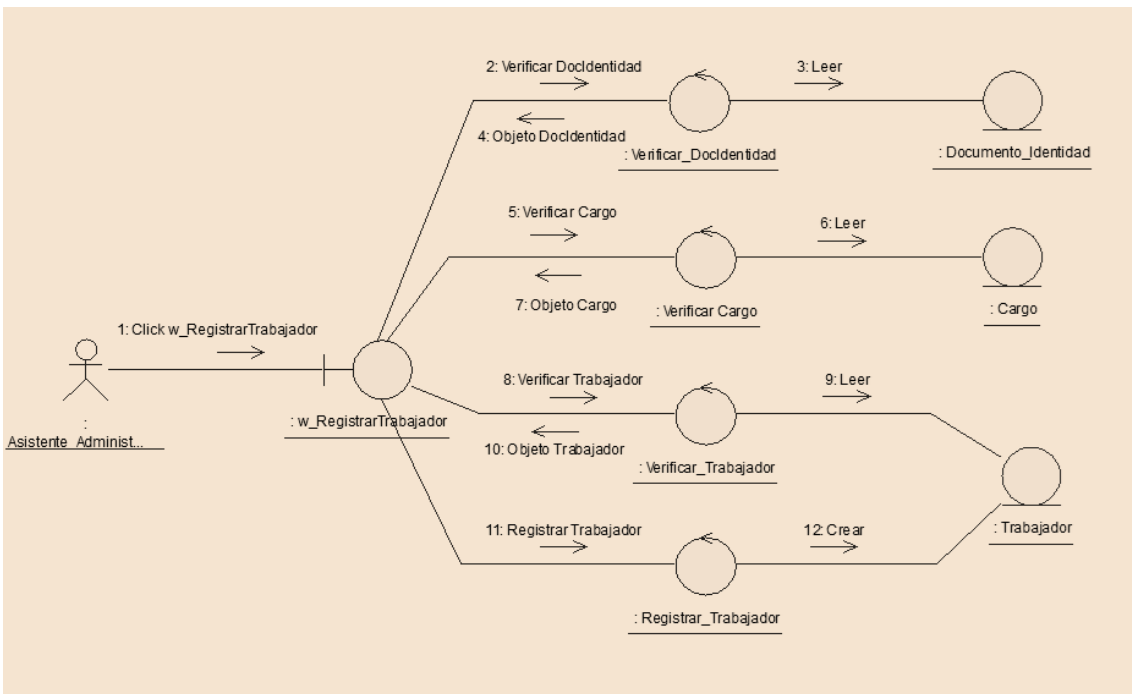 2: Verificar DocIdentidad
3: Leer
4: Objeto DocIdentidad
: Verificar_DocIdentidad
: Documento_Identidad
5: Verificar Cargo
6: Leer
7: Objeto Cargo
: Verificar Cargo
: Cargo
1: Click w_RegistrarTrabajador
:
Asistente_Administ...
: w_RegistrarTrabajador
8: Verificar Trabajador
9: Leer
10: Objeto Trabajador
: Verificar_Trabajador
11: Registrar Trabajador
12: Crear
: Trabajador
: Registrar_Trabajador